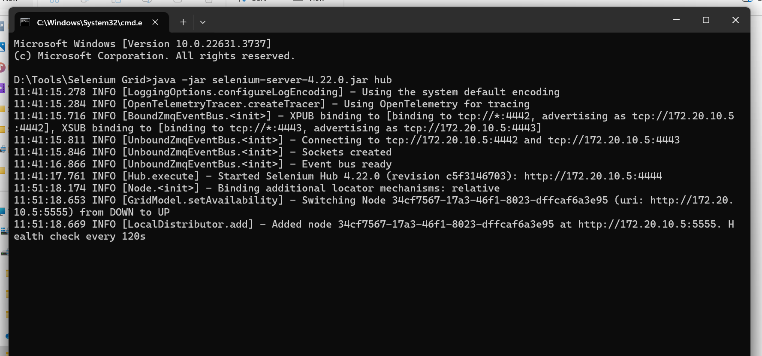 C:\Windows\System32\cmd.e
Microsoft Windows [Version 10.0.22631.3737]
(c) Microsoft Corporation. All rights reserved.
D:\Tools\Selenium Grid>java -jar selenium-server-4.22.0.jar hub
11:41:15.278 INFO [LoggingOptions.configureLogEncoding] - Using the system default encoding
11:41:15.284 INFO [OpenTelemetryTracer.createTracer] - Using OpenTelemetry for tracing
11:41:15.716 INFO [BoundZmqEventBus.<init>] - XPUB binding to [binding to tcp://*:4442, advertising as tcp://172.20.10.5
:4442], XSUB binding to [binding to tcp://*:4443, advertising as tcp://172.20.10.5:4443]
11:41:15.811 INFO [UnboundZmqEventBus.<init>] - Connecting to tcp://172.20.10.5:4442 and tcp://172.20.10.5:4443
11:41:15.846 INFO [UnboundZmqEventBus.<init>] - Sockets created
11:41:16.866 INFO [UnboundZmqEventBus.<init>] - Event bus ready
11:41:17.761 INFO [Hub.execute] - Started Selenium Hub 4.22.0 (revision c5f3146703): http://172.20.10.5:4444
11:51:18.174 INFO [Node.<init>] - Binding additional locator mechanisms: relative
11:51:18.653 INFO [GridModel.setAvailability] - Switching Node 34cf7567-17a3-46f1-8023-dffcaf6a3e95 (uri: http://172.20.
10.5:5555) from DOWN to UP
11:51:18.669 INFO [LocalDistributor.add] - Added node 34cf7567-17a3-46f1-8023-dffcaf6a3e95 at http://172.20.10.5:5555. H
ealth check every 120s